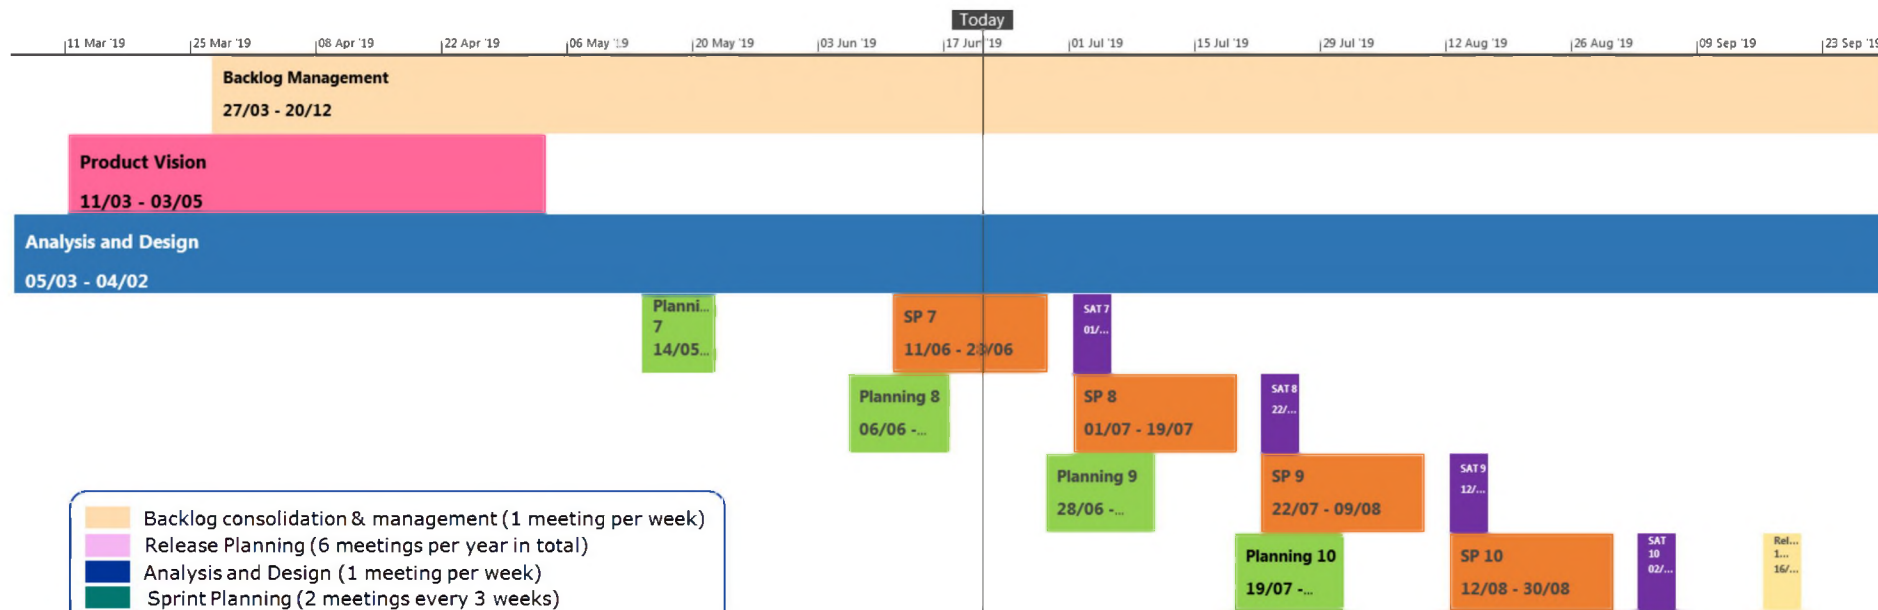 Today
11 Mar '19 25 Mar '19 08 Apr '19 22 Apr '19 06 May '19 20 May '19 03 Jun '19 17 Jun '19 01 Jul '19 15 Jul '19 29 Jul '19 12 Aug '19 26 Aug '19 09 Sep '19 23 Sep '19
Backlog Management
27/03 - 20/12
Product Vision
11/03 - 03/05
Analysis and Design
05/03 - 04/02
Planni...
7
14/05...
SP 7
11/06 - 28/06
SAT 7
01/...
Planning 8
06/06 -...
SP 8
01/07 - 19/07
SAT 8
22/...
Planning 9
28/06 -...
SP 9
22/07 - 09/08
SAT 9
12/...
Planning 10
19/07 -...
SP 10
12/08 - 30/08
SAT
10
02/...
Rel...
1...
16/...
Backlog consolidation & management (1 meeting per week)
Release Planning (6 meetings per year in total)
Analysis and Design (1 meeting per week)
Sprint Planning (2 meetings every 3 weeks)